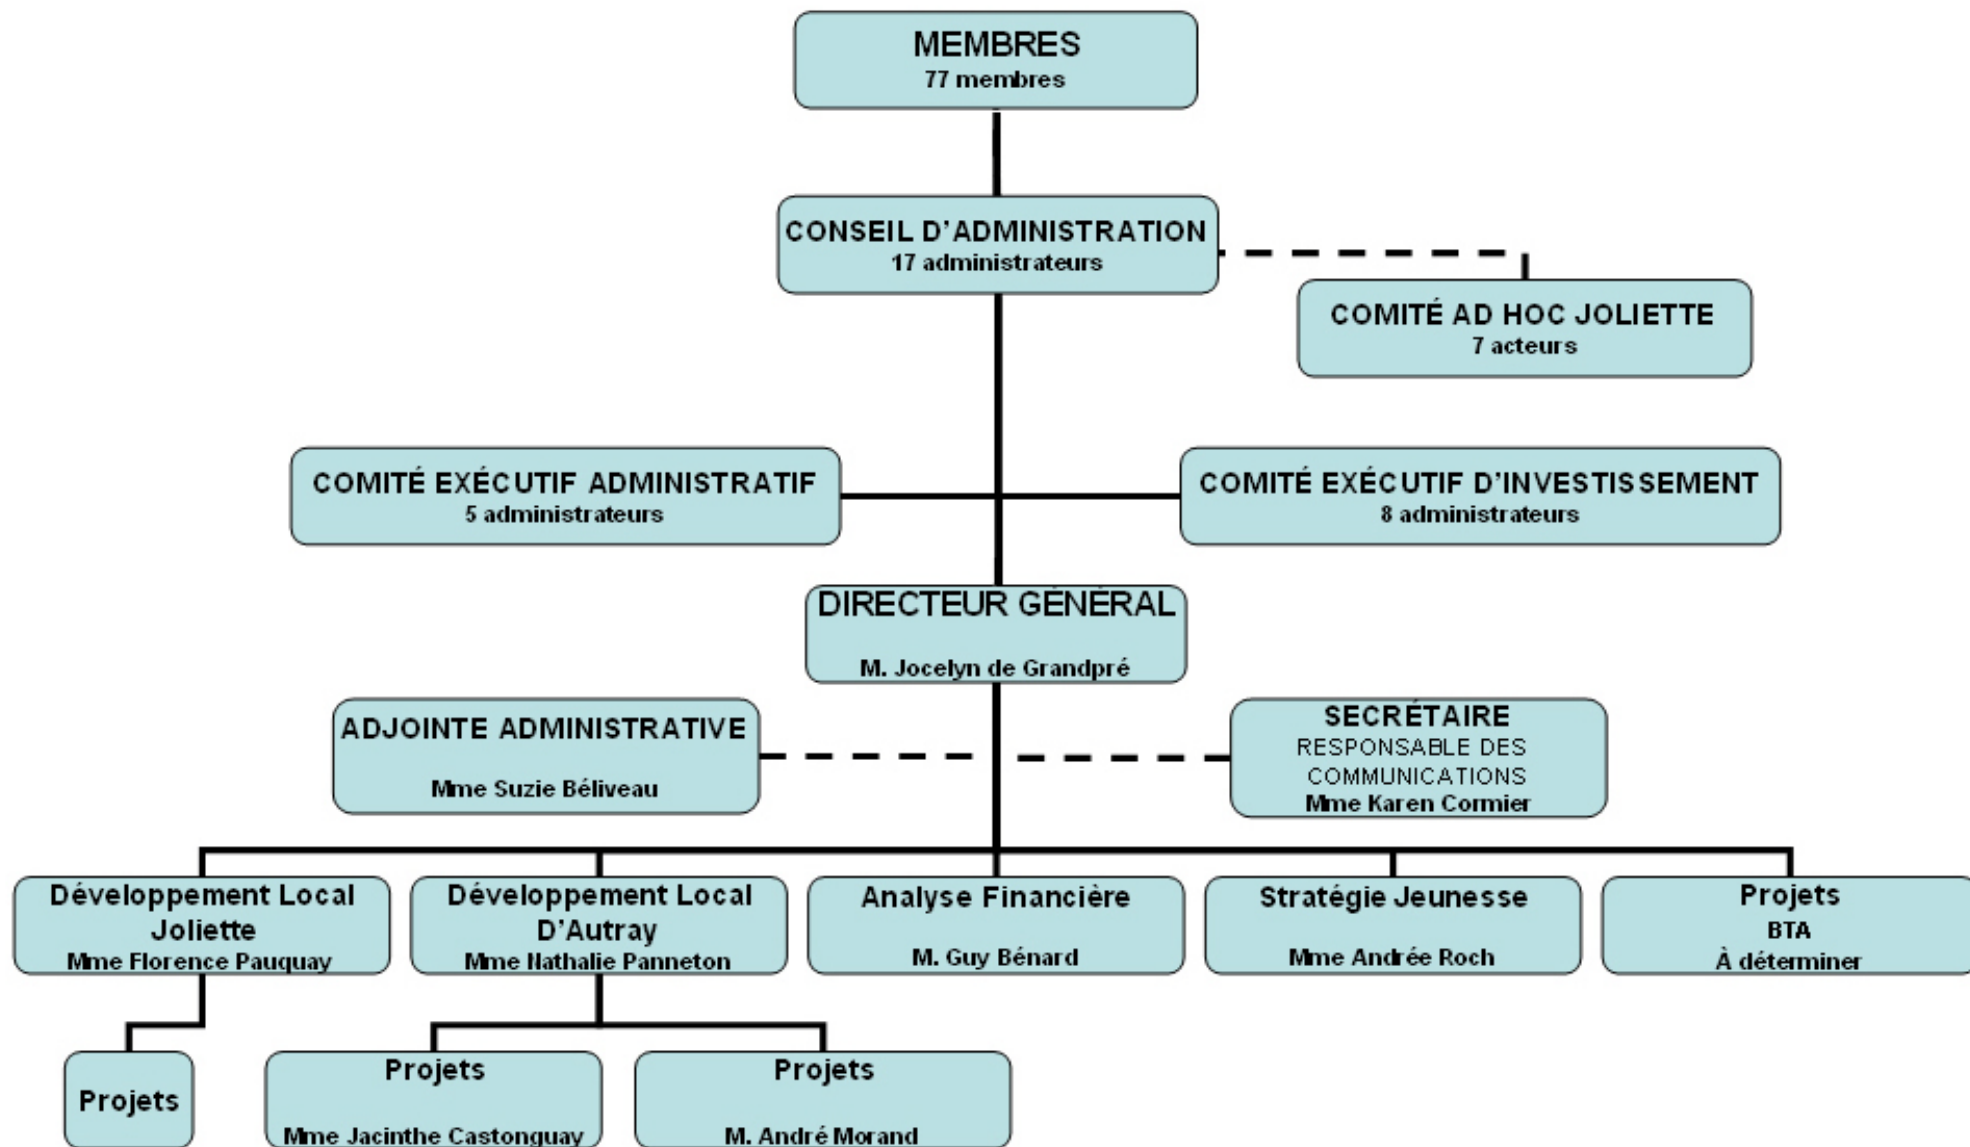 MEMBRES
77 membres
CONSEIL D'ADMINISTRATION
17 administrateurs
COMITÉ AD HOC JOLIETTE
7 acteurs
COMITÉ EXÉCUTIF ADMINISTRATIF
5 administrateurs
COMITÉ EXÉCUTIF D'INVESTISSEMENT
8 administrateurs
DIRECTEUR GÉNÉRAL
M. Jocelyn de Grandpré
ADJOINTE ADMINISTRATIVE
Mme Suzie Béliveau
SECRÉTAIRE
RESPONSABLE DES
COMMUNICATIONS
Mme Karen Cormier
Développement Local
Joliette
Mme Florence Pauquay
Développement Local
D'Autray
Mme Nathalie Panneton
Analyse Financière
M. Guy Bénard
Stratégie Jeunesse
Mme Andrée Roch
Projets
BTA
À déterminer
Projets
Projets
Mme Jacinthe Castonguay
Projets
M. André Morand